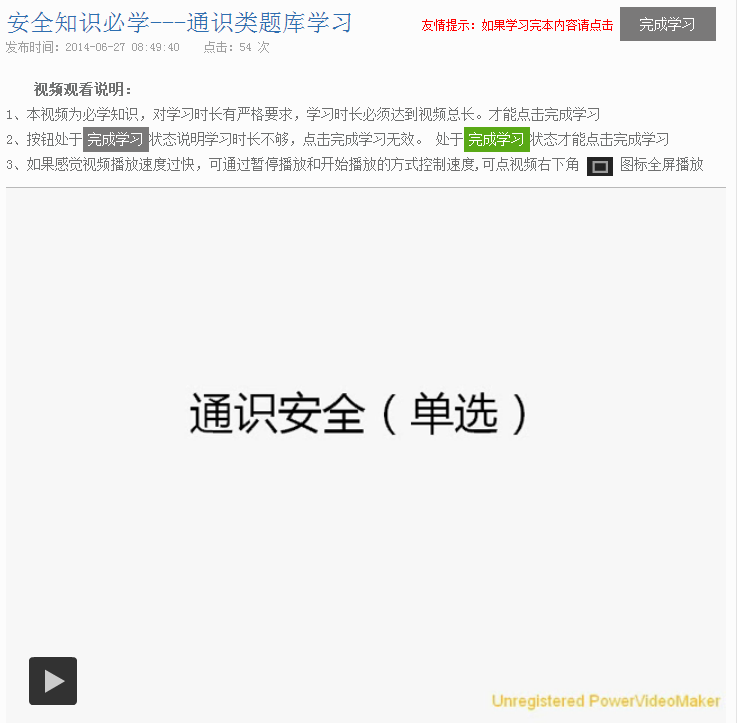 安全知识必学---通识类题库学习
友情提示：如果学习完本内容请点击 完成学习
发布时间：2014-06-27 08:49:40 点击：54 次
视频观看说明：
1、本视频为必学知识，对学习时长有严格要求，学习时长必须达到视频总长。才能点击完成学习
2、按钮处于 完成学习 状态说明学习时长不够，点击完成学习无效。 处于 完成学习 状态才能点击完成学习
3、如果感觉视频播放速度过快，可通过暂停播放和开始播放的方式控制速度,可点视频右下角 图标全屏播放
通识安全（单选）
Unregistered PowerVideoMaker